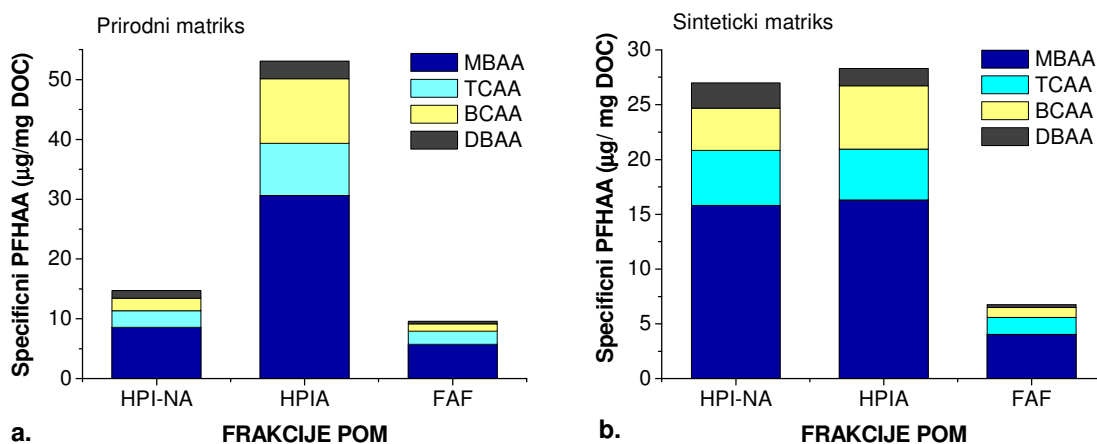 Prirodni matriks
Specificni PFHAA (µg/mg DOC)
50
40
30
20
10
0
MBAA
TCAA
BCAA
DBAA
HPI-NA HPIA FAF
a. FRAKCIJE POM
Sinteticki matriks
Specificni PFHAA (µg/ mg DOC)
30
25
20
15
10
5
0
MBAA
TCAA
BCAA
DBAA
HPI-NA HPIA FAF
b. FRAKCIJE POM